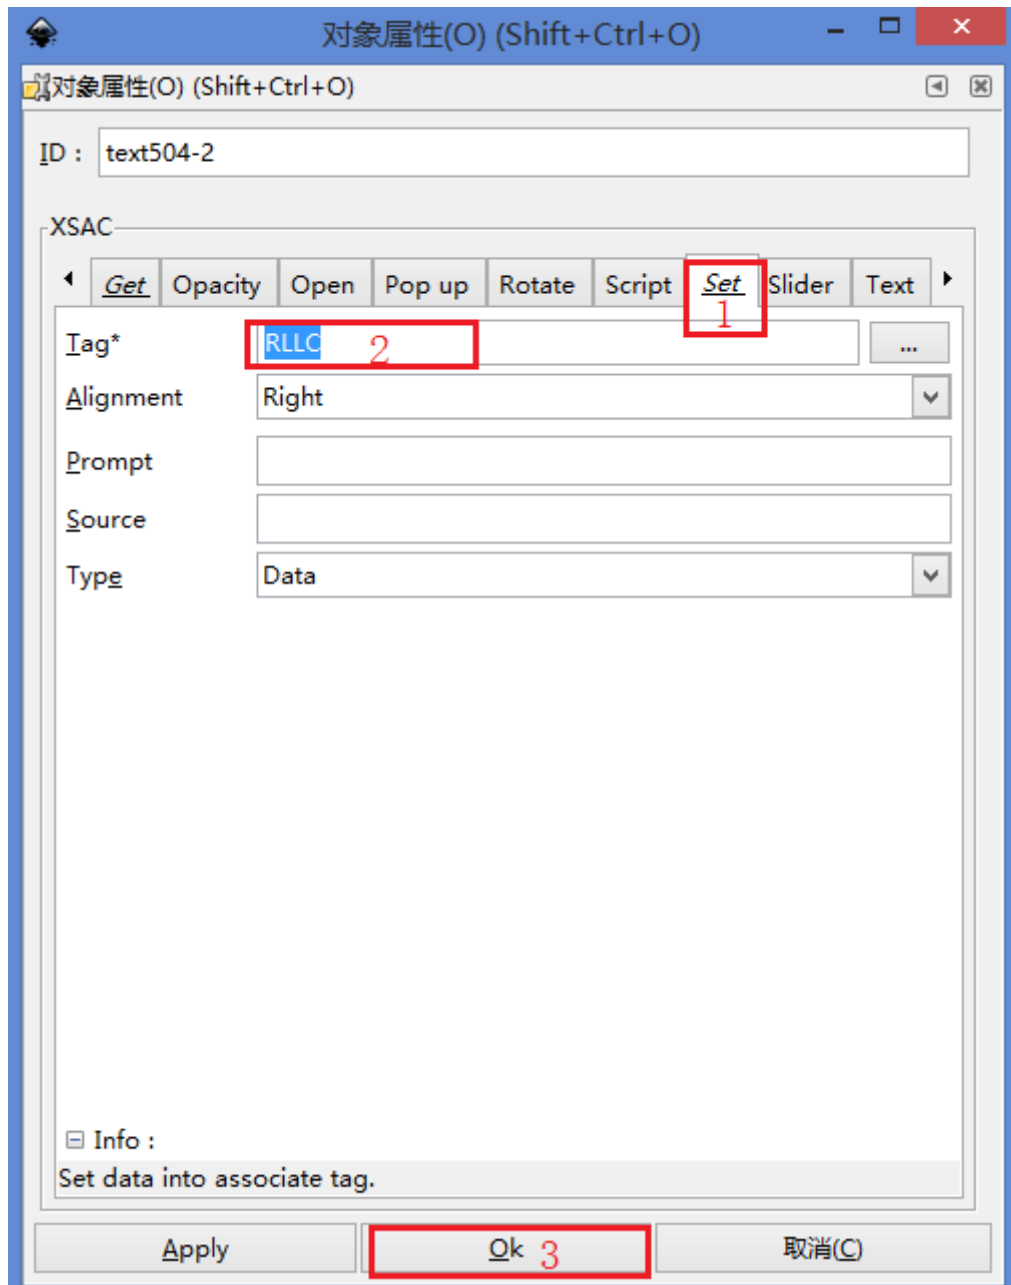 对象属性(O) (Shift+Ctrl+O)
对象属性(O) (Shift+Ctrl+O)
ID : text504-2
XSAC
Get Opacity Open Pop up Rotate Script Set Slider Text
1
Tag* RLLC 2 ...
Alignment Right
Prompt
Source
Type Data
Info :
Set data into associate tag.
Apply Ok 3 取消(C)